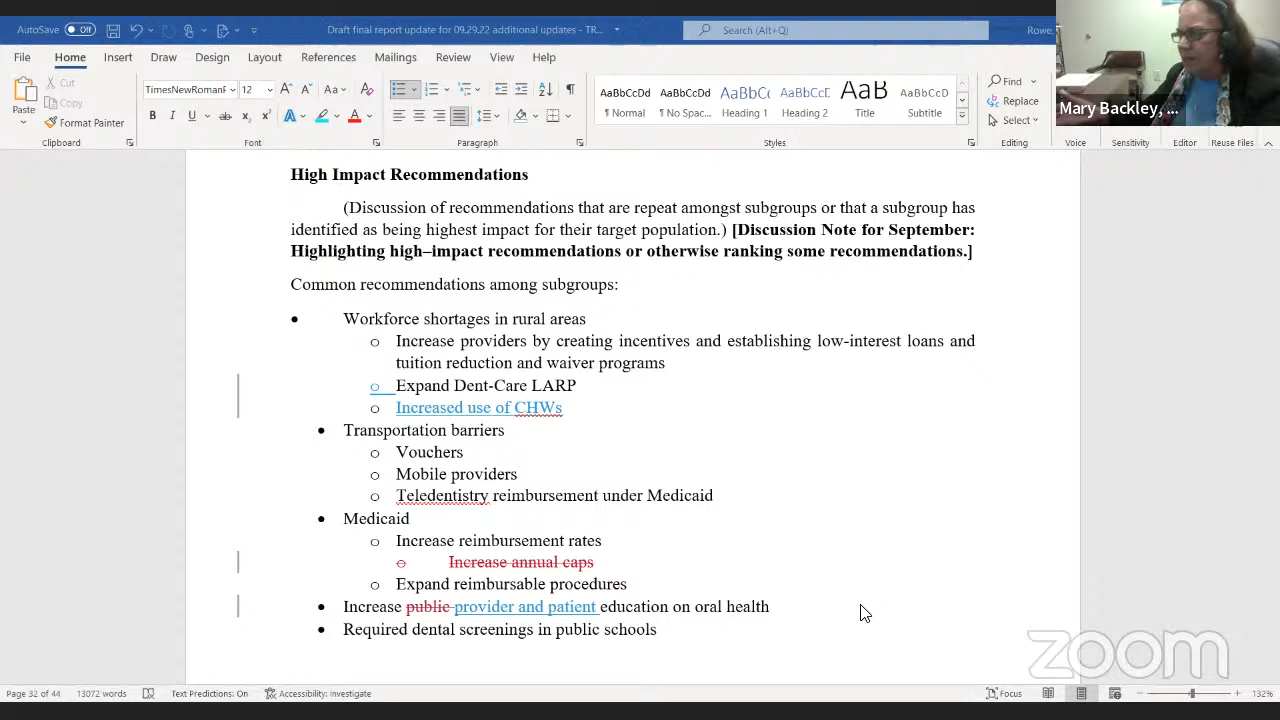 AutoSave Off
Draft final report update for 09.29.22 additional updates - TR...
Search (Alt+Q)
Rowe,
File Home Insert Draw Design Layout References Mailings Review View Help
Mary Backley, ...
Paste
Cut
Copy
Format Painter
Clipboard
TimesNewRomanF 12
Font
Paragraph
AaBbCcDd AaBbCcDd AaBbCc AaBbCcC AaB AaBbCcD
¶ Normal ¶ No Spac... Heading 1 Heading 2 Title Subtitle
Styles
Find
Replace
Select
Editing
Voice
Sensitivity
Editor
Reuse Files
High Impact Recommendations
(Discussion of recommendations that are repeat amongst subgroups or that a subgroup has
identified as being highest impact for their target population.) [Discussion Note for September:
Highlighting high–impact recommendations or otherwise ranking some recommendations.]
Common recommendations among subgroups:
• Workforce shortages in rural areas
o Increase providers by creating incentives and establishing low-interest loans and
tuition reduction and waiver programs
o Expand Dent-Care LARP
o Increased use of CHWs
• Transportation barriers
o Vouchers
o Mobile providers
o Teledentistry reimbursement under Medicaid
• Medicaid
o Increase reimbursement rates
o Increase annual caps
o Expand reimbursable procedures
• Increase public provider and patient education on oral health
• Required dental screenings in public schools
zoom
Page 32 of 44 13072 words Text Predictions: On Accessibility: Investigate Focus 132%